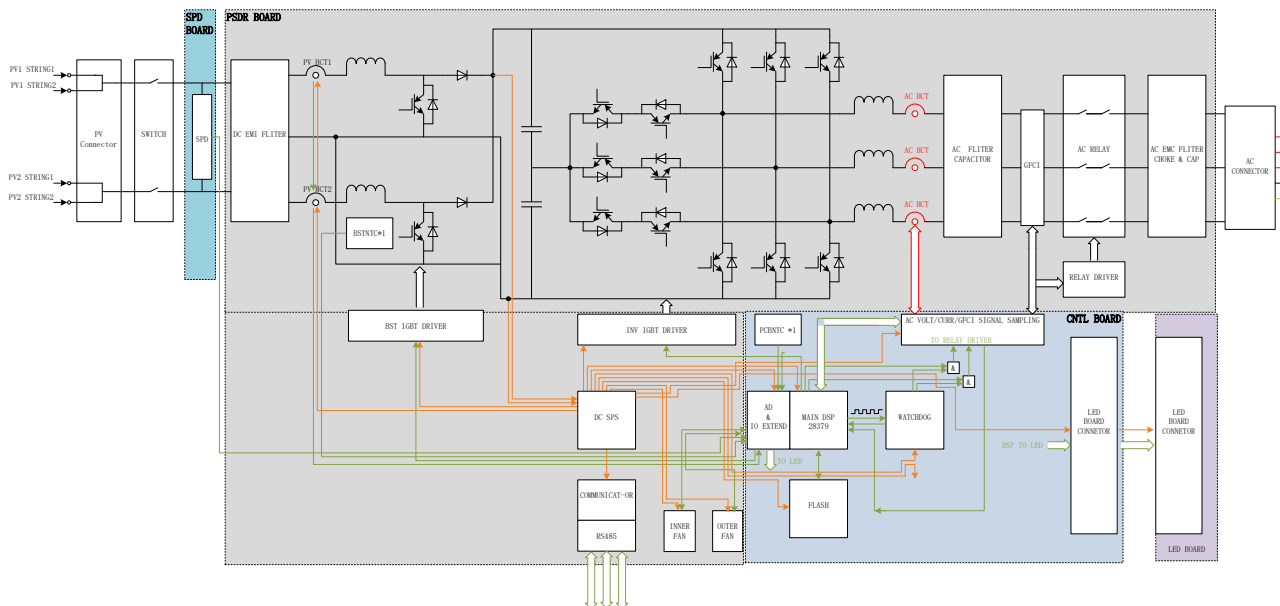 SPD
BOARD
PSDR BOARD
PV1 STRING1
PV1 STRING2
PV2 STRING1
PV2 STRING2
PV
Connector
SWITCH
SPD
DC EMI FLITER
PV HCT1
PV HCT2
BSTNTC*1
AC HCT
AC HCT
AC HCT
AC FLITER
CAPACITOR
GFCI
AC RELAY
AC EMC FLITER
CHOKE & CAP
AC
CONNECTOR
RELAY DRIVER
BST IGBT DRIVER
INV IGBT DRIVER
PCBNTC *1
AC VOLT/CURR/GFCI SIGNAL SAMPLING
TO RELAY DRIVER
CNTL BOARD
&
&
DC SPS
AD
&
IO EXTEND
MAIN DSP
28379
WATCHDOG
TO LED
FLASH
LED
BOARD
CONNETOR
DSP TO LED
LED
BOARD
CONNETOR
COMMUNICAT-OR
RS485
INNER
FAN
OUTER
FAN
LED BOARD